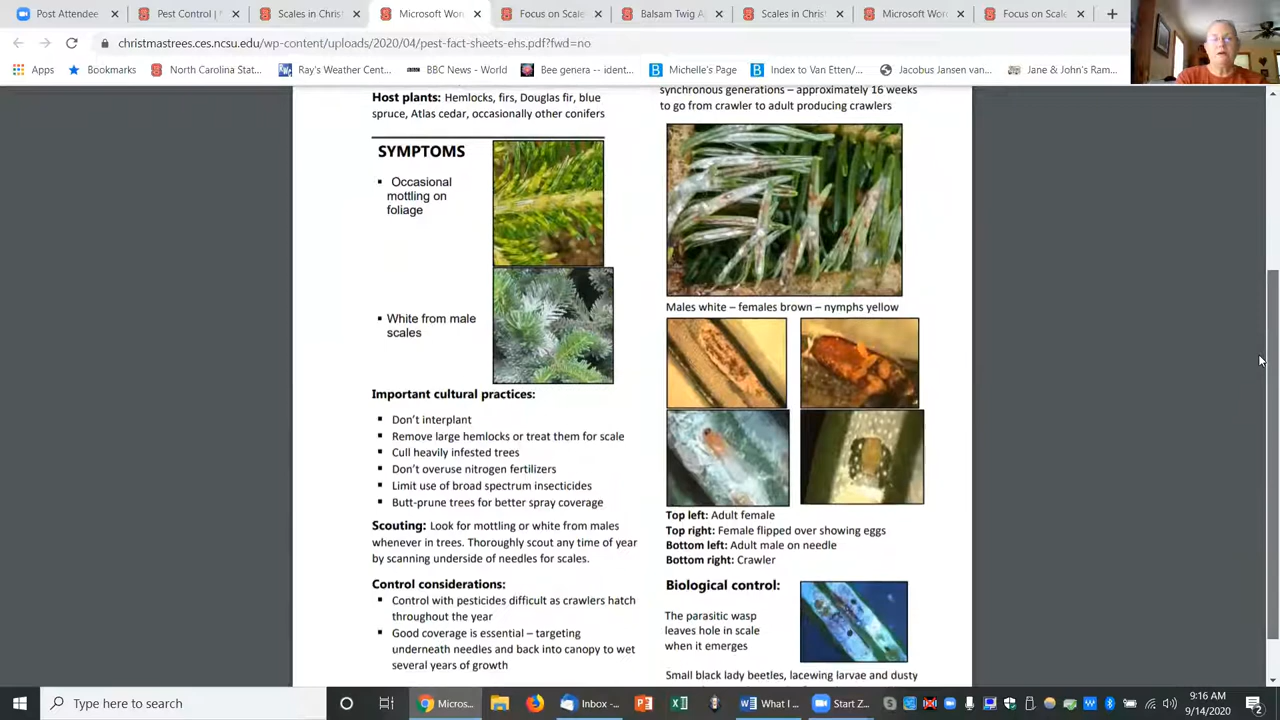 Post Attendee
Pest Control |
Scales in Christ
Microsoft Wor
Focus on Scale
Balsam Twig A
Scales in Christ
Microsoft Wor
Focus on Scale
christmastrees.ces.ncsu.edu/wp-content/uploads/2020/04/pest-fact-sheets-ehs.pdf?fwd=no
Apps
Bookmarks
North Carolina Stat...
Ray's Weather Cent...
BBC News - World
Bee genera -- ident...
Michelle's Page
Index to Van Etten/...
Jacobus Jansen van...
Jane & John's Ram...
Host plants: Hemlocks, firs, Douglas fir, blue
spruce, Atlas cedar, occasionally other conifers
SYMPTOMS
▪ Occasional
mottling on
foliage
▪ White from male
scales
Important cultural practices:
▪ Don't interplant
▪ Remove large hemlocks or treat them for scale
▪ Cull heavily infested trees
▪ Don't overuse nitrogen fertilizers
▪ Limit use of broad spectrum insecticides
▪ Butt-prune trees for better spray coverage
Scouting: Look for mottling or white from males
whenever in trees. Thoroughly scout any time of year
by scanning underside of needles for scales.
Control considerations:
▪ Control with pesticides difficult as crawlers hatch
throughout the year
▪ Good coverage is essential – targeting
underneath needles and back into canopy to wet
several years of growth
synchronous generations – approximately 16 weeks
to go from crawler to adult producing crawlers
Males white – females brown – nymphs yellow
Top left: Adult female
Top right: Female flipped over showing eggs
Bottom left: Adult male on needle
Bottom right: Crawler
Biological control:
The parasitic wasp
leaves hole in scale
when it emerges
Small black lady beetles, lacewing larvae and dusty
Type here to search
Micros...
Inbox -...
What I ...
Start Z...
9:16 AM
9/14/2020